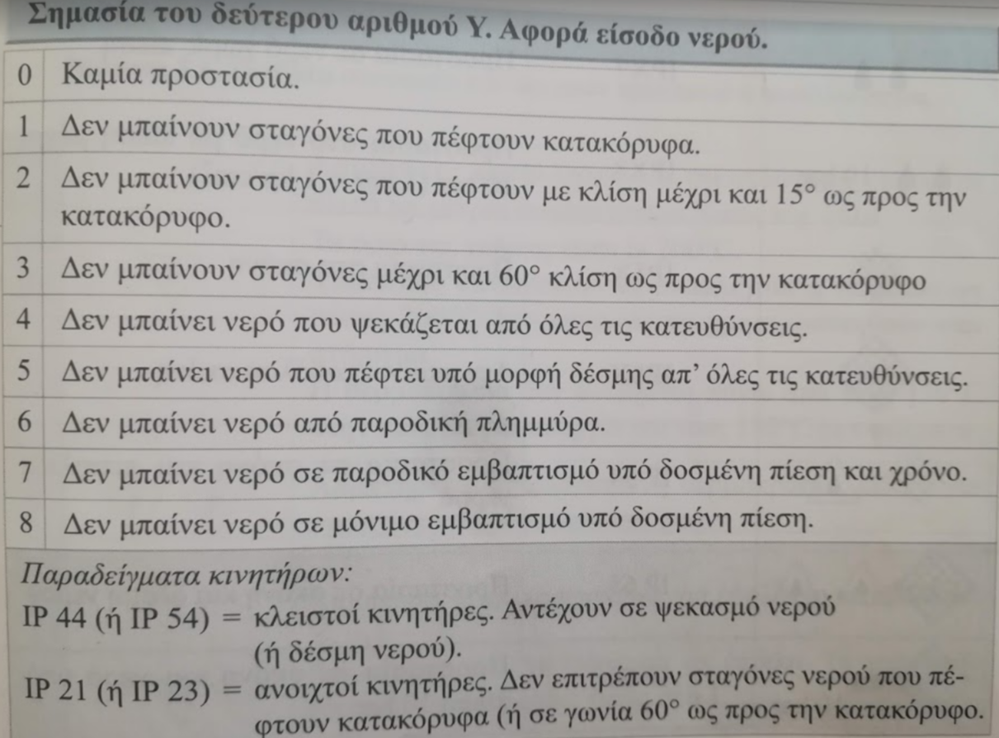 Σημασία του δεύτερου αριθμού Υ. Αφορά είσοδο νερού.
0 Καμία προστασία.
1 Δεν μπαίνουν σταγόνες που πέφτουν κατακόρυφα.
2 Δεν μπαίνουν σταγόνες που πέφτουν με κλίση μέχρι και 15° ως προς την
κατακόρυφο.
3 Δεν μπαίνουν σταγόνες μέχρι και 60° κλίση ως προς την κατακόρυφο
4 Δεν μπαίνει νερό που ψεκάζεται από όλες τις κατευθύνσεις.
5 Δεν μπαίνει νερό που πέφτει υπό μορφή δέσμης απ’ όλες τις κατευθύνσεις.
6 Δεν μπαίνει νερό από παροδική πλημμύρα.
7 Δεν μπαίνει νερό σε παροδικό εμβαπτισμό υπό δοσμένη πίεση και χρόνο.
8 Δεν μπαίνει νερό σε μόνιμο εμβαπτισμό υπό δοσμένη πίεση.
Παραδείγματα κινητήρων:
IP 44 (ή IP 54) = κλειστοί κινητήρες. Αντέχουν σε ψεκασμό νερού
(ή δέσμη νερού).
IP 21 (ή IP 23) = ανοιχτοί κινητήρες. Δεν επιτρέπουν σταγόνες νερού που πέ-
φτουν κατακόρυφα (ή σε γωνία 60° ως προς την κατακόρυφο.